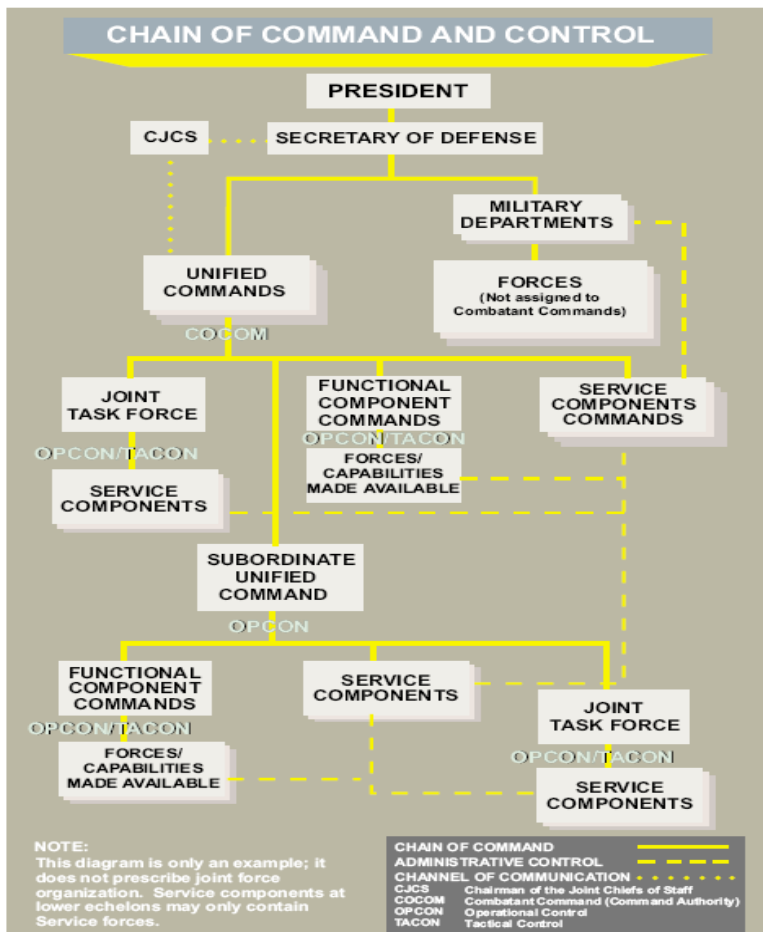 CHAIN OF COMMAND AND CONTROL
PRESIDENT
CJCS
SECRETARY OF DEFENSE
MILITARY
DEPARTMENTS
UNIFIED
COMMANDS
FORCES
(Not assigned to
Combatant Commands)
COCOM
JOINT
TASK FORCE
FUNCTIONAL
COMPONENT
COMMANDS
SERVICE
COMPONENTS
COMMANDS
OPCON/TACON
OPCON/TACON
FORCES/
CAPABILITIES
MADE AVAILABLE
SERVICE
COMPONENTS
SUBORDINATE
UNIFIED
COMMAND
OPCON
FUNCTIONAL
COMPONENT
COMMANDS
SERVICE
COMPONENTS
JOINT
TASK FORCE
OPCON/TACON
OPCON/TACON
FORCES/
CAPABILITIES
MADE AVAILABLE
SERVICE
COMPONENTS
NOTE:
This diagram is only an example; it
does not prescribe joint force
organization. Service components at
lower echelons may only contain
Service forces.
CHAIN OF COMMAND
ADMINISTRATIVE CONTROL
CHANNEL OF COMMUNICATION
CJCS Chairman of the Joint Chiefs of Staff
COCOM Combatant Command (Command Authority)
OPCON Operational Control
TACON Tactical Control